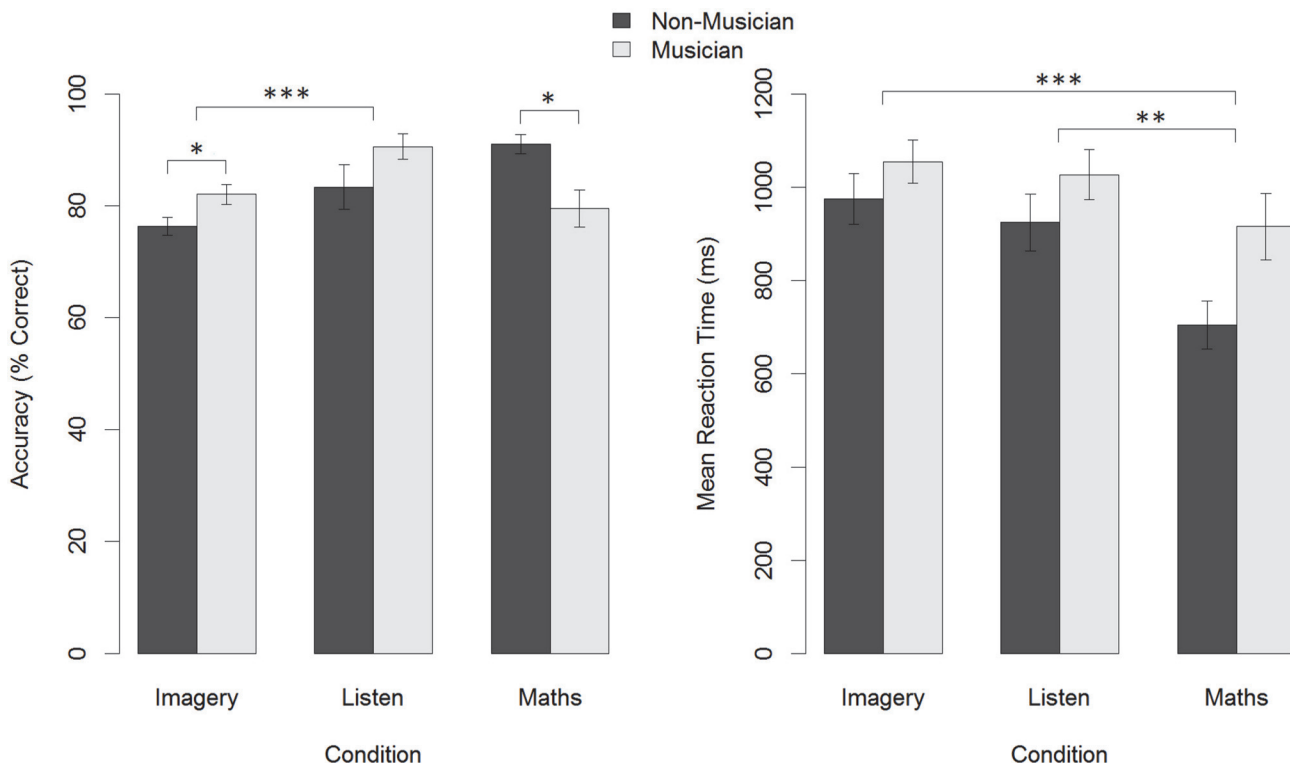 Non-Musician
Musician
Accuracy (% Correct)
100
80
60
40
20
0
***
*
*
Imagery
Listen
Maths
Condition
Mean Reaction Time (ms)
1200
1000
800
600
400
200
0
***
**
Imagery
Listen
Maths
Condition